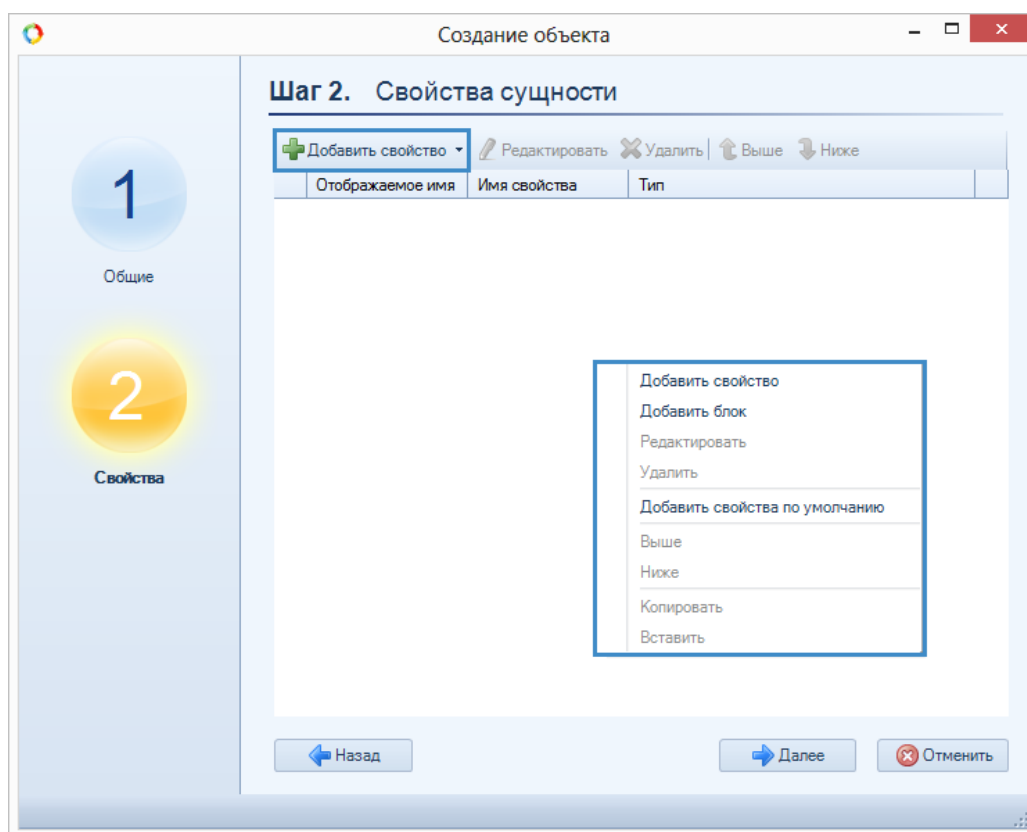 Создание объекта
Шаг 2. Свойства сущности
Добавить свойство Редактировать Удалить Выше Ниже
Отображаемое имя Имя свойства Тип
1
Общие
2
Свойства
Добавить свойство
Добавить блок
Редактировать
Удалить
Добавить свойства по умолчанию
Выше
Ниже
Копировать
Вставить
Назад Далее Отменить